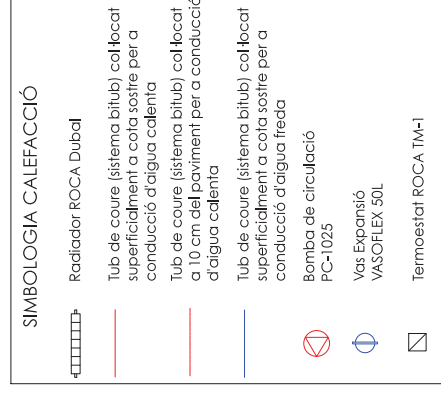 SIMBOLOGIA CALEFACCIÓ
Radiador ROCA Dubal
Tub de coure (sistema bitub) col·locat
superficialment a cota sostre per a
conducció d'aigua calenta
Tub de coure (sistema bitub) col·locat
a 10 cm del paviment per a conducció
d'aigua calenta
Tub de coure (sistema bitub) col·locat
superficialment a cota sostre per a
conducció d'aigua freda
Bomba de circulació
PC-1025
Vas Expansió
VASOFLEX 50L
Termoestat ROCA TM-1